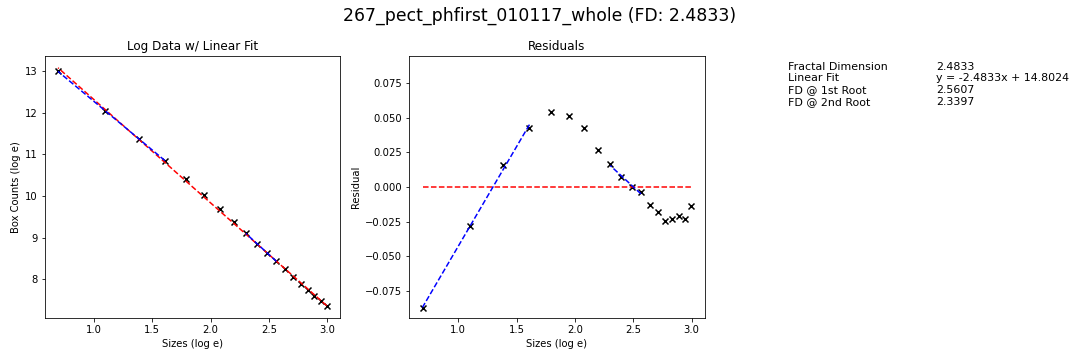 267_pect_phfirst_010117_whole (FD: 2.4833)
Log Data w/ Linear Fit
Box Counts (log e)
13
12
11
10
9
8
1.0 1.5 2.0 2.5 3.0
Sizes (log e)
Residuals
Residual
0.075
0.050
0.025
0.000
−0.025
−0.050
−0.075
1.0 1.5 2.0 2.5 3.0
Sizes (log e)
Fractal Dimension 2.4833
Linear Fit y = -2.4833x + 14.8024
FD @ 1st Root 2.5607
FD @ 2nd Root 2.3397